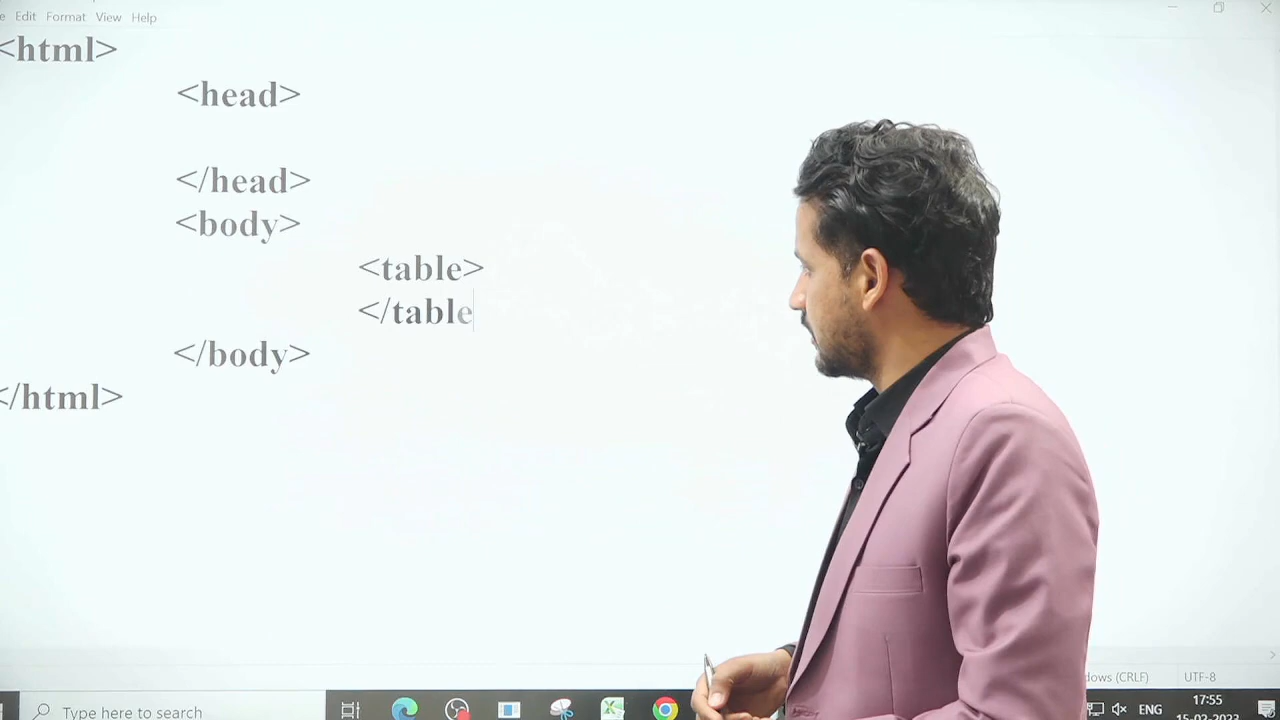 Edit Format View Help
<html>
<head>
</head>
<body>
<table>
</table
</body>
</html>
(CRLF) UTF-8
Type here to search
ENG
17:55